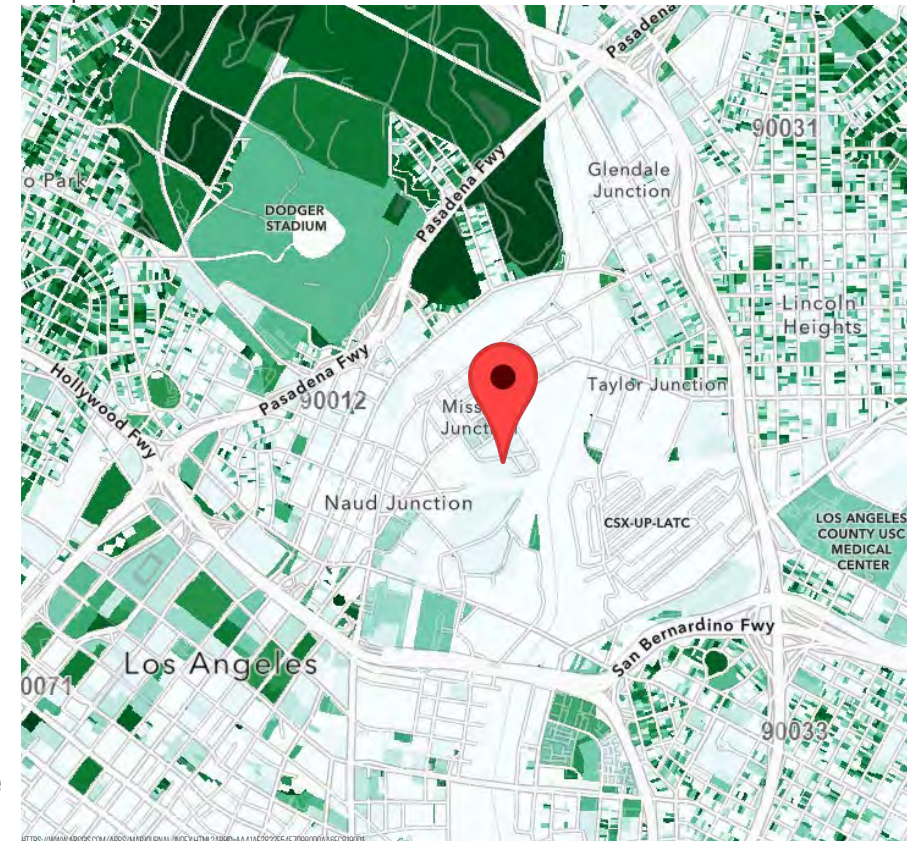 Pasadena
90031
Glendale
Junction
o Park
DODGER
STADIUM
Pasadena Fwy
Lincoln
Heights
Hollywood Fwy
Pasadena Fwy
90012
Taylor Junction
Miss
Junct
Naud Junction
CSX-UP-LATC
LOS ANGELES
COUNTY USC
MEDICAL
CENTER
San Bernardino Fwy
Los Angeles
0071
90033